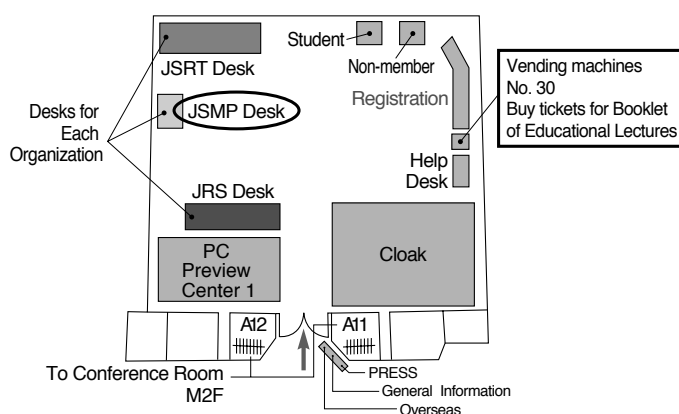 Student
Non-member
JSRT Desk
Registration
Vending machines
No. 30
Buy tickets for Booklet
of Educational Lectures
Desks for
Each
Organization
JSMP Desk
Help
Desk
JRS Desk
PC
Preview
Center 1
Cloak
A12
A11
To Conference Room
M2F
PRESS
General Information
Overseas